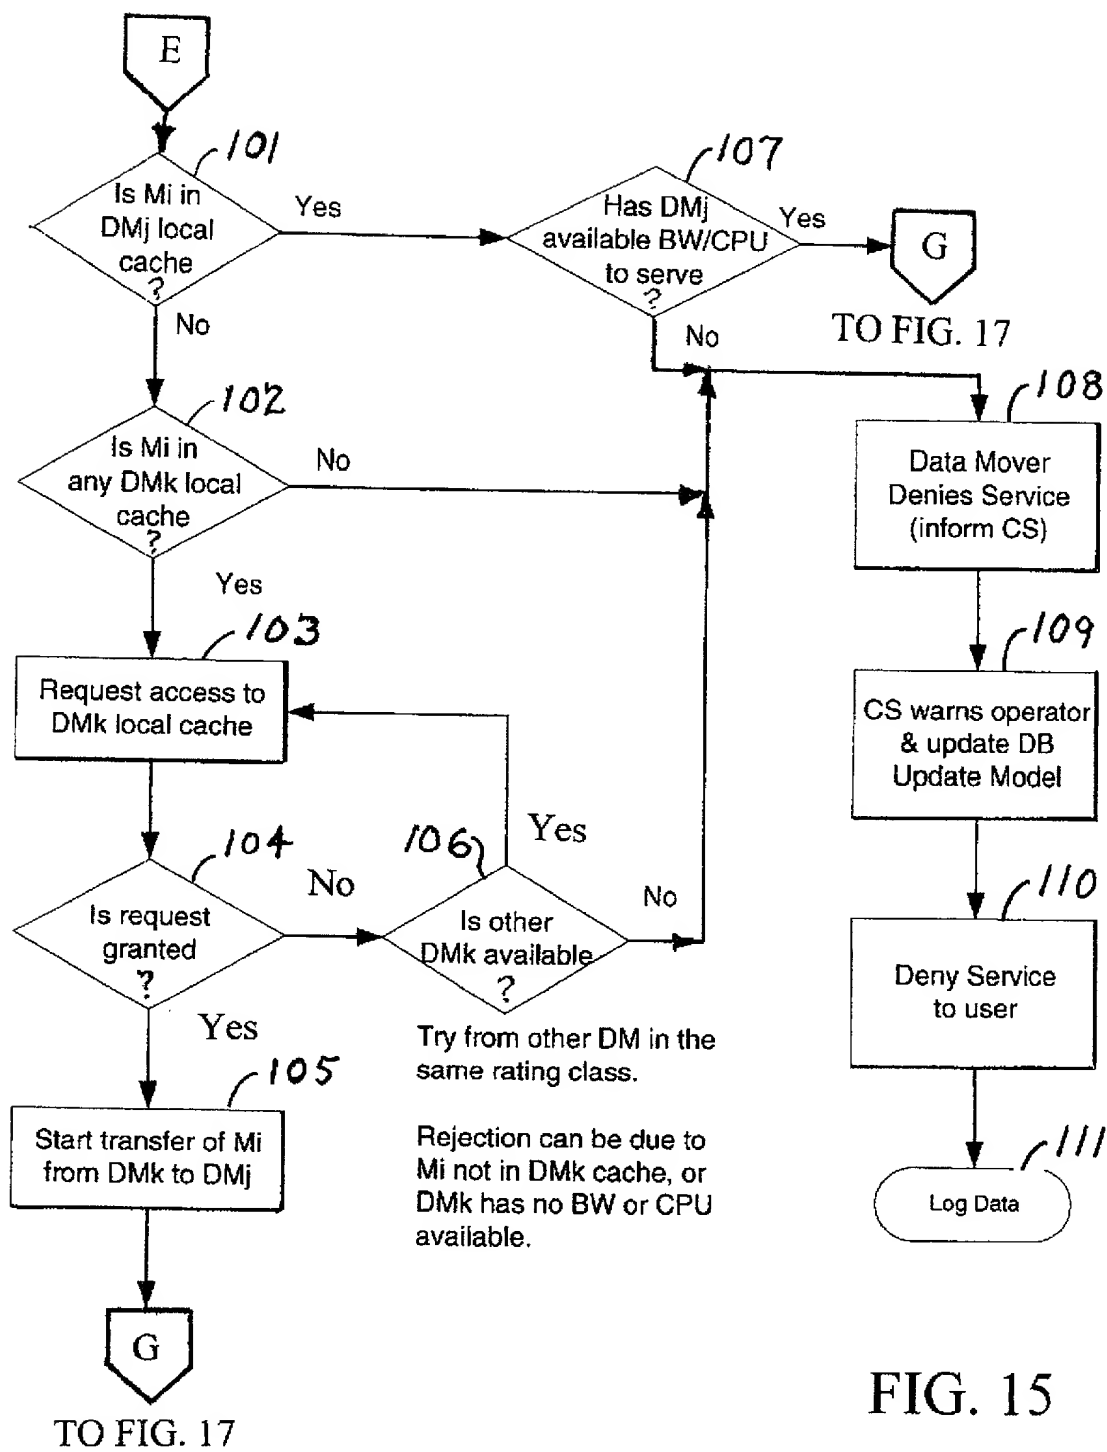 E
101
Is Mi in
DMj local
cache
?
Yes
No
107
Has DMj
available BW/CPU
to serve
?
Yes
No
G
TO FIG. 17
102
Is Mi in
any DMk local
cache
?
No
Yes
108
Data Mover
Denies Service
(inform CS)
103
Request access to
DMk local cache
109
CS warns operator
& update DB
Update Model
104
Is request
granted
?
No
Yes
106
Is other
DMk available
?
Yes
No
Try from other DM in the
same rating class.
Rejection can be due to
Mi not in DMk cache, or
DMk has no BW or CPU
available.
110
Deny Service
to user
105
Start transfer of Mi
from DMk to DMj
111
Log Data
G
TO FIG. 17
FIG. 15